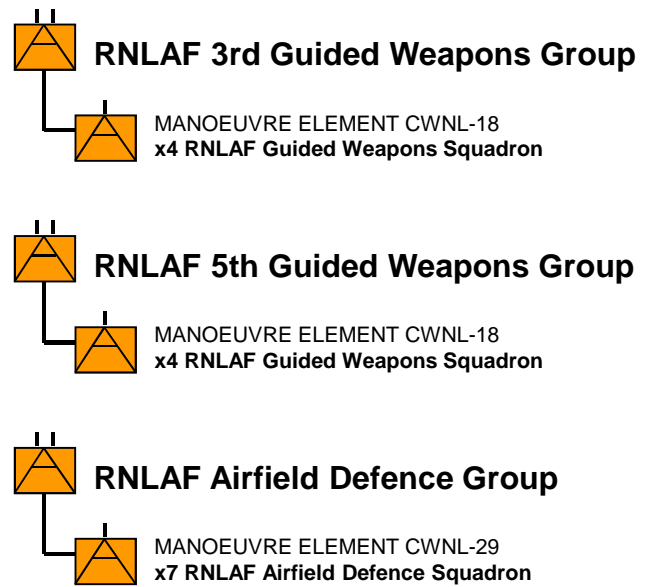 RNLAF 3rd Guided Weapons Group
MANOEUVRE ELEMENT CWNL-18
x4 RNLAF Guided Weapons Squadron
RNLAF 5th Guided Weapons Group
MANOEUVRE ELEMENT CWNL-18
x4 RNLAF Guided Weapons Squadron
RNLAF Airfield Defence Group
MANOEUVRE ELEMENT CWNL-29
x7 RNLAF Airfield Defence Squadron